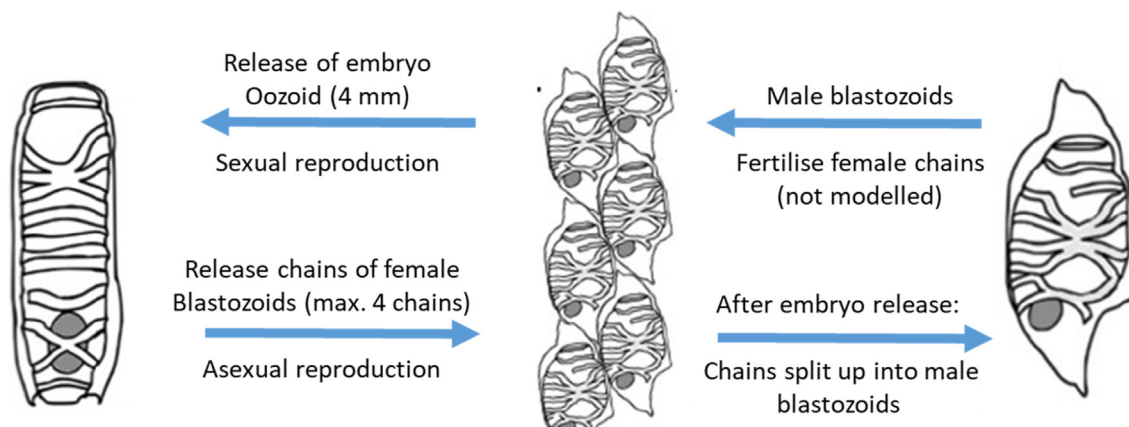 Release of embryo
Oozoid (4 mm)
Sexual reproduction
Release chains of female
Blastozoids (max. 4 chains)
Asexual reproduction
Male blastozoids
Fertilise female chains
(not modelled)
After embryo release:
Chains split up into male
blastozoids